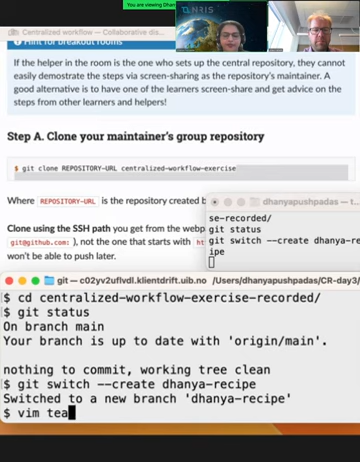 You are viewing Dhan
NRIS
Centralized workflow — Collaborative dis...
Hint for breakout rooms
If the helper in the room is the one who sets up the central repository, they cannot
easily demostrate the steps via screen-sharing as the repository's maintainer. A
good alternative is to have one of the learners screen-share and get advice on the
steps from other learners and helpers!
Step A. Clone your maintainer's group repository
$ git clone REPOSITORY-URL centralized-workflow-exercise
Where REPOSITORY-URL is the repository created b
Clone using the SSH path you get from the webp
git@github.com: ), not the one that starts with ht
won't be able to push later.
dhanyapushpadas — t...
se-recorded/
git status
git switch --create dhanya-re
ipe
git — c02yv2uflvdl.klientdrift.uib.no /Users/dhanyapushpadas/CR-day3/
$ cd centralized-workflow-exercise-recorded/
$ git status
On branch main
Your branch is up to date with 'origin/main'.
nothing to commit, working tree clean
$ git switch --create dhanya-recipe
Switched to a new branch 'dhanya-recipe'
$ vim tea